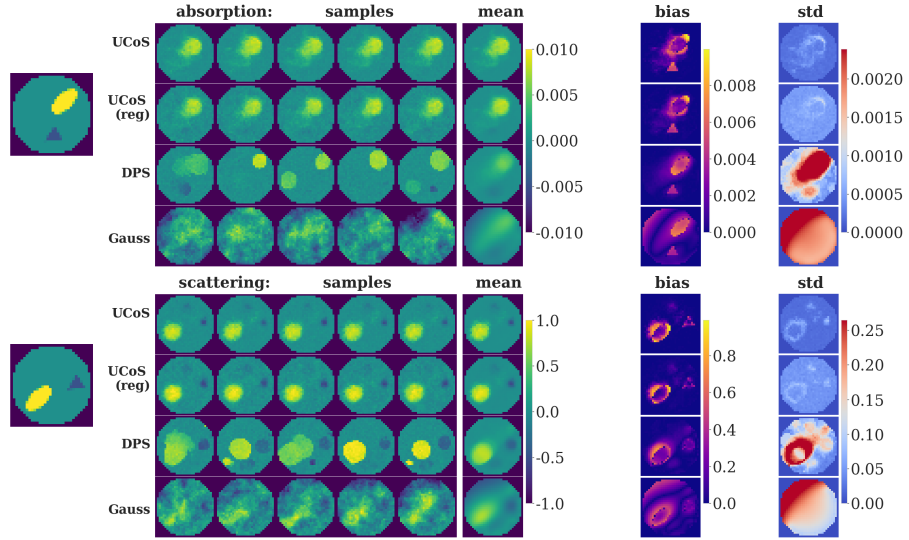 absorption: samples mean bias std
UCoS
UCoS
(reg)
DPS
Gauss
0.010
0.005
0.000
-0.005
-0.010
0.008
0.006
0.004
0.002
0.000
0.0020
0.0015
0.0010
0.0005
0.0000
scattering: samples mean bias std
UCoS
UCoS
(reg)
DPS
Gauss
1.0
0.5
0.0
-0.5
-1.0
0.8
0.6
0.4
0.2
0.0
0.25
0.20
0.15
0.10
0.05
0.00